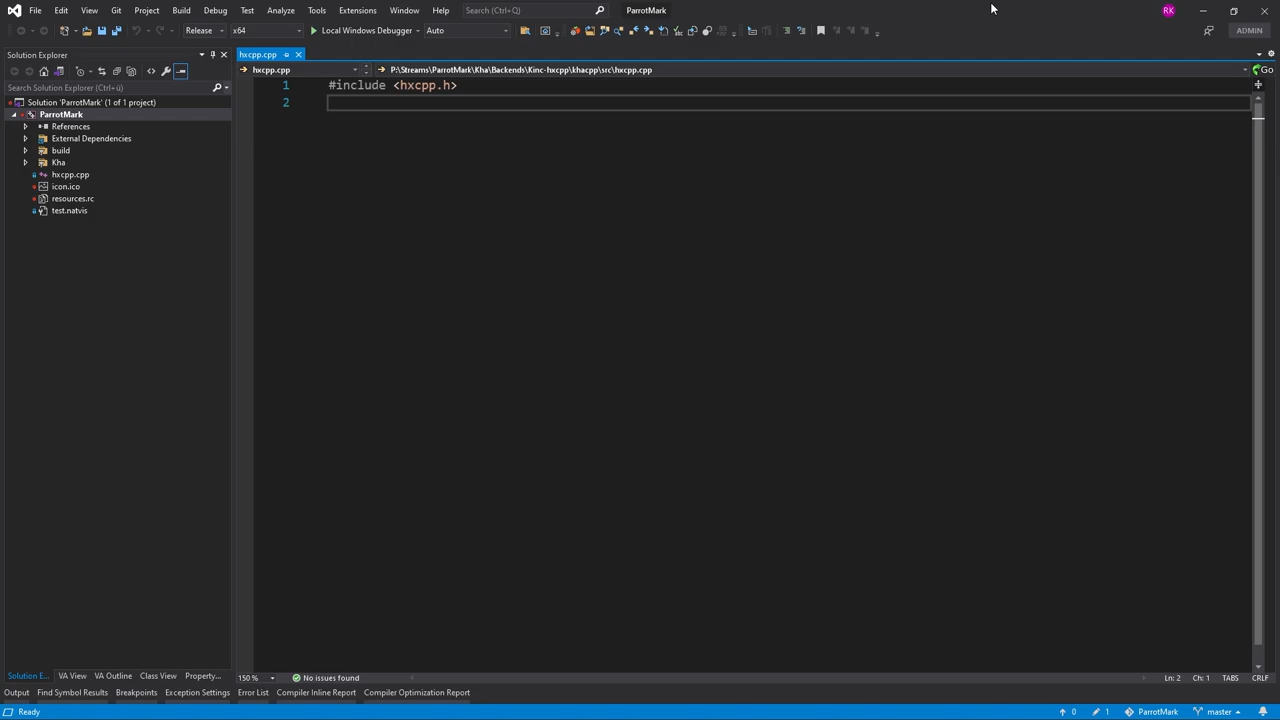 File Edit View Git Project Build Debug Test Analyze Tools Extensions Window Help Search (Ctrl+Q) ParrotMark RK
Release x64 Local Windows Debugger Auto ADMIN
Solution Explorer hxcpp.cpp
hxcpp.cpp P:\Streams\ParrotMark\Kha\Backends\Kinc-hxcpp\khacpp\src\hxcpp.cpp Go
Search Solution Explorer (Ctrl+ü)
1 #include <hxcpp.h>
2
Solution 'ParrotMark' (1 of 1 project)
ParrotMark
References
External Dependencies
build
Kha
hxcpp.cpp
icon.ico
resources.rc
test.natvis
Solution E... VA View VA Outline Class View Property... 150 % No issues found Ln: 2 Ch: 1 TABS CRLF
Output Find Symbol Results Breakpoints Exception Settings Error List Compiler Inline Report Compiler Optimization Report
Ready 0 1 ParrotMark master